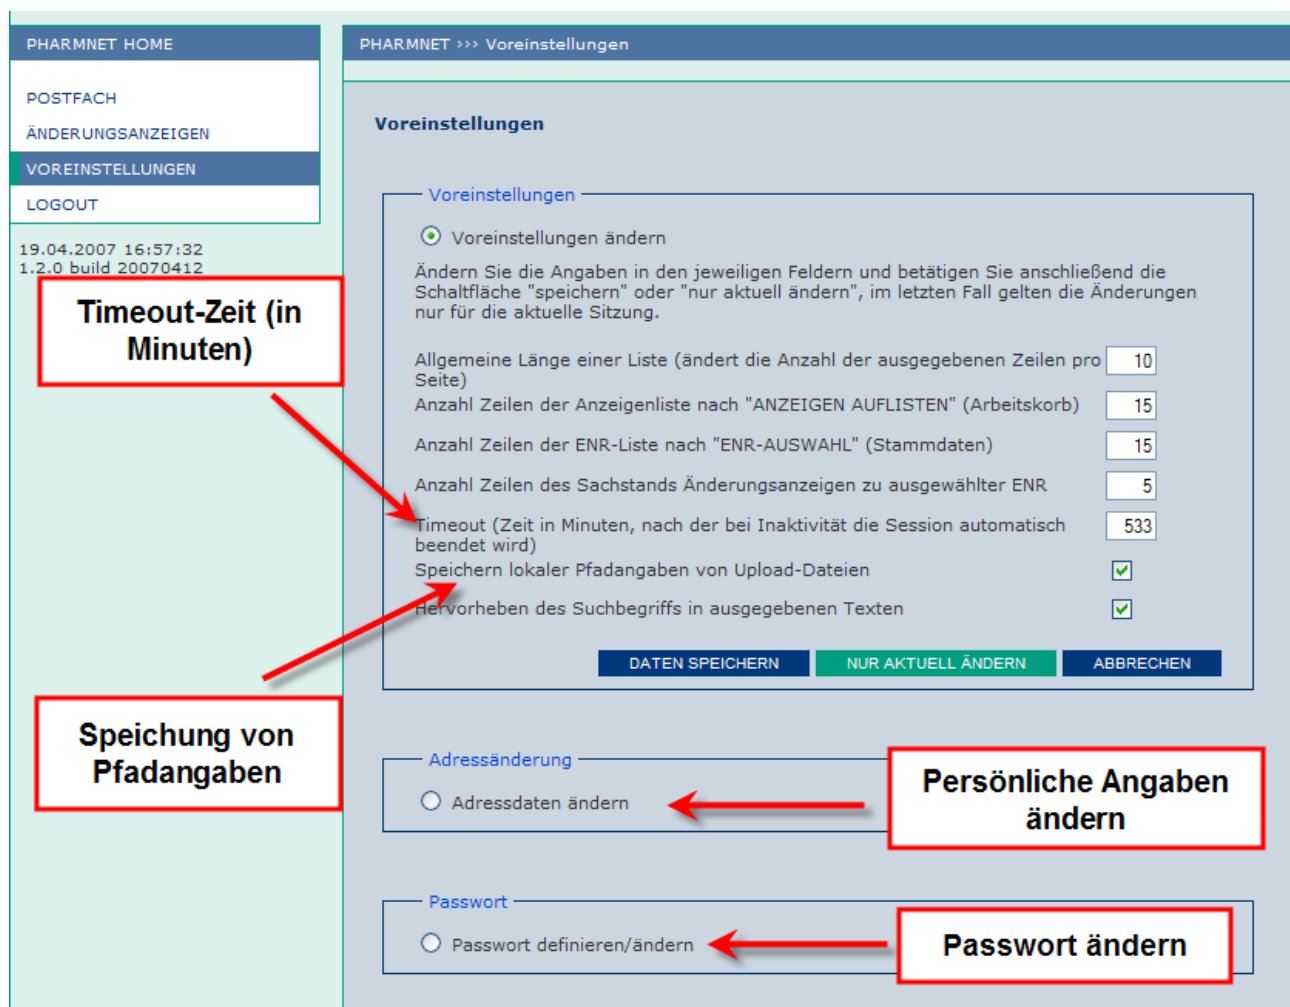 PHARMNET HOME
POSTFACH
ÄNDERUNGSANZEIGEN
VOREINSTELLUNGEN
LOGOUT
19.04.2007 16:57:32
1.2.0 build 20070412
Timeout-Zeit (in
Minuten)
Speichung von
Pfadangaben
PHARMNET >>> Voreinstellungen
Voreinstellungen
Voreinstellungen
Voreinstellungen ändern
Ändern Sie die Angaben in den jeweiligen Feldern und betätigen Sie anschließend die
Schaltfläche "speichern" oder "nur aktuell ändern", im letzten Fall gelten die Änderungen
nur für die aktuelle Sitzung.
Allgemeine Länge einer Liste (ändert die Anzahl der ausgegebenen Zeilen pro 10
Seite)
Anzahl Zeilen der Anzeigenliste nach "ANZEIGEN AUFLISTEN" (Arbeitskorb) 15
Anzahl Zeilen der ENR-Liste nach "ENR-AUSWAHL" (Stammdaten) 15
Anzahl Zeilen des Sachstands Änderungsanzeigen zu ausgewählter ENR 5
Timeout (Zeit in Minuten, nach der bei Inaktivität die Session automatisch 533
beendet wird)
Speichern lokaler Pfadangaben von Upload-Dateien
Hervorheben des Suchbegriffs in ausgegebenen Texten
DATEN SPEICHERN NUR AKTUELL ÄNDERN ABBRECHEN
Adressänderung
Adressdaten ändern
Persönliche Angaben
ändern
Passwort
Passwort definieren/ändern
Passwort ändern